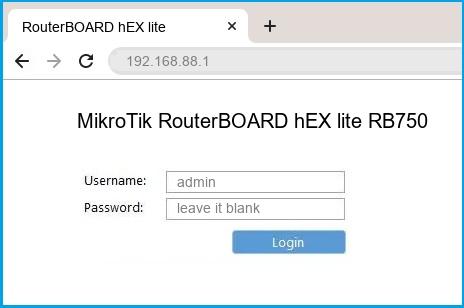 RouterBOARD hEX lite
192.168.88.1
MikroTik RouterBOARD hEX lite RB750
Username: admin
Password: leave it blank
Login